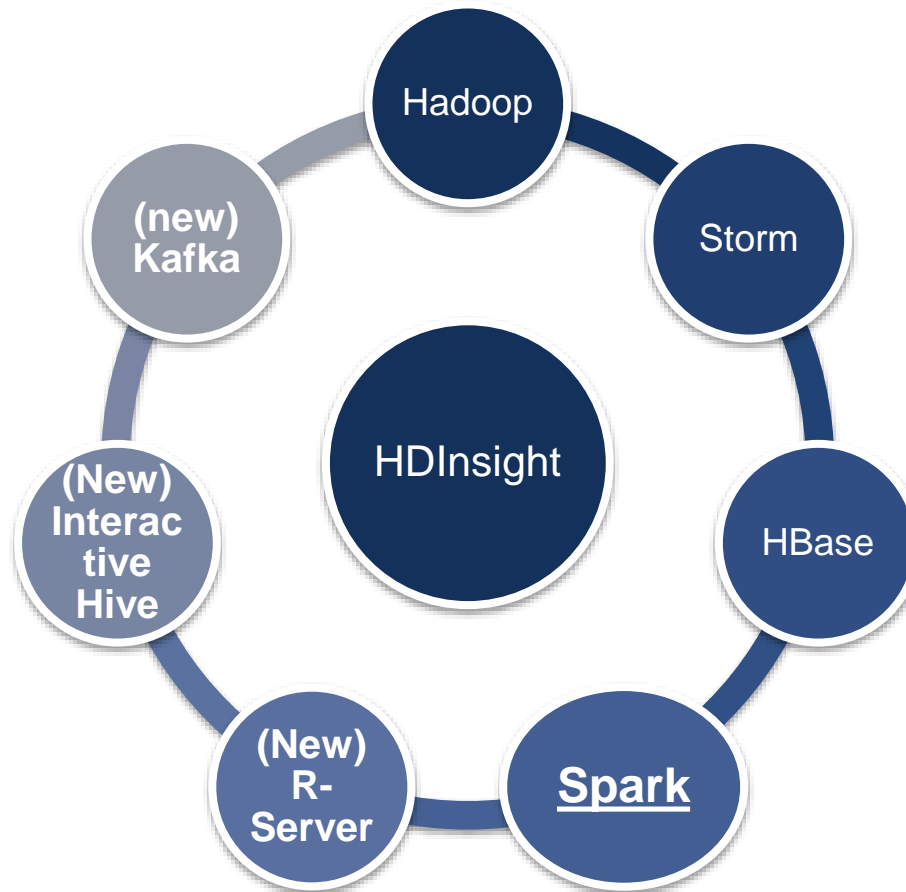 Hadoop
(new)
Kafka
Storm
HDInsight
(New)
Interac
tive
Hive
HBase
(New)
R-
Server
Spark